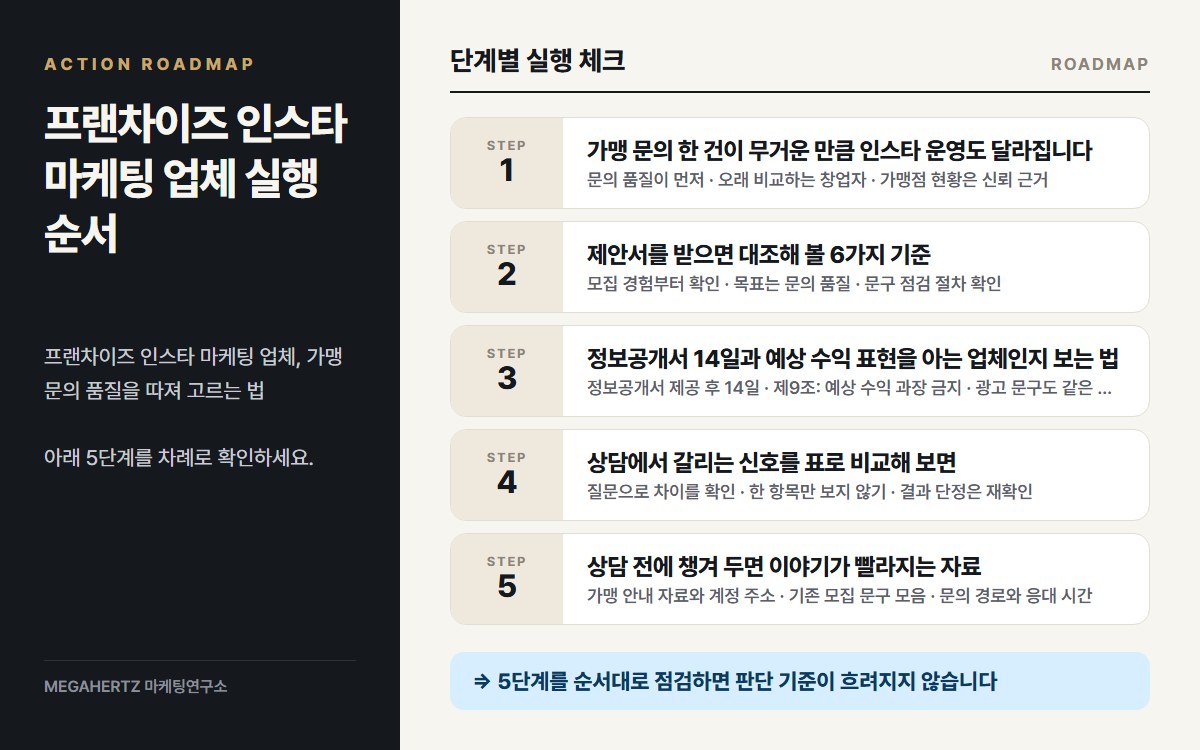 ACTION ROADMAP
프랜차이즈 인스타
마케팅 업체 실행
순서
프랜차이즈 인스타 마케팅 업체, 가맹
문의 품질을 따져 고르는 법
아래 5단계를 차례로 확인하세요.
MEGAHERTZ 마케팅연구소
단계별 실행 체크
ROADMAP
STEP
1
가맹 문의 한 건이 무거운 만큼 인스타 운영도 달라집니다
문의 품질이 먼저 · 오래 비교하는 창업자 · 가맹점 현황은 신뢰 근거
STEP
2
제안서를 받으면 대조해 볼 6가지 기준
모집 경험부터 확인 · 목표는 문의 품질 · 문구 점검 절차 확인
STEP
3
정보공개서 14일과 예상 수익 표현을 아는 업체인지 보는 법
정보공개서 제공 후 14일 · 제9조: 예상 수익 과장 금지 · 광고 문구도 같은 ...
STEP
4
상담에서 갈리는 신호를 표로 비교해 보면
질문으로 차이를 확인 · 한 항목만 보지 않기 · 결과 단정은 재확인
STEP
5
상담 전에 챙겨 두면 이야기가 빨라지는 자료
가맹 안내 자료와 계정 주소 · 기존 모집 문구 모음 · 문의 경로와 응대 시간
→ 5단계를 순서대로 점검하면 판단 기준이 흐려지지 않습니다